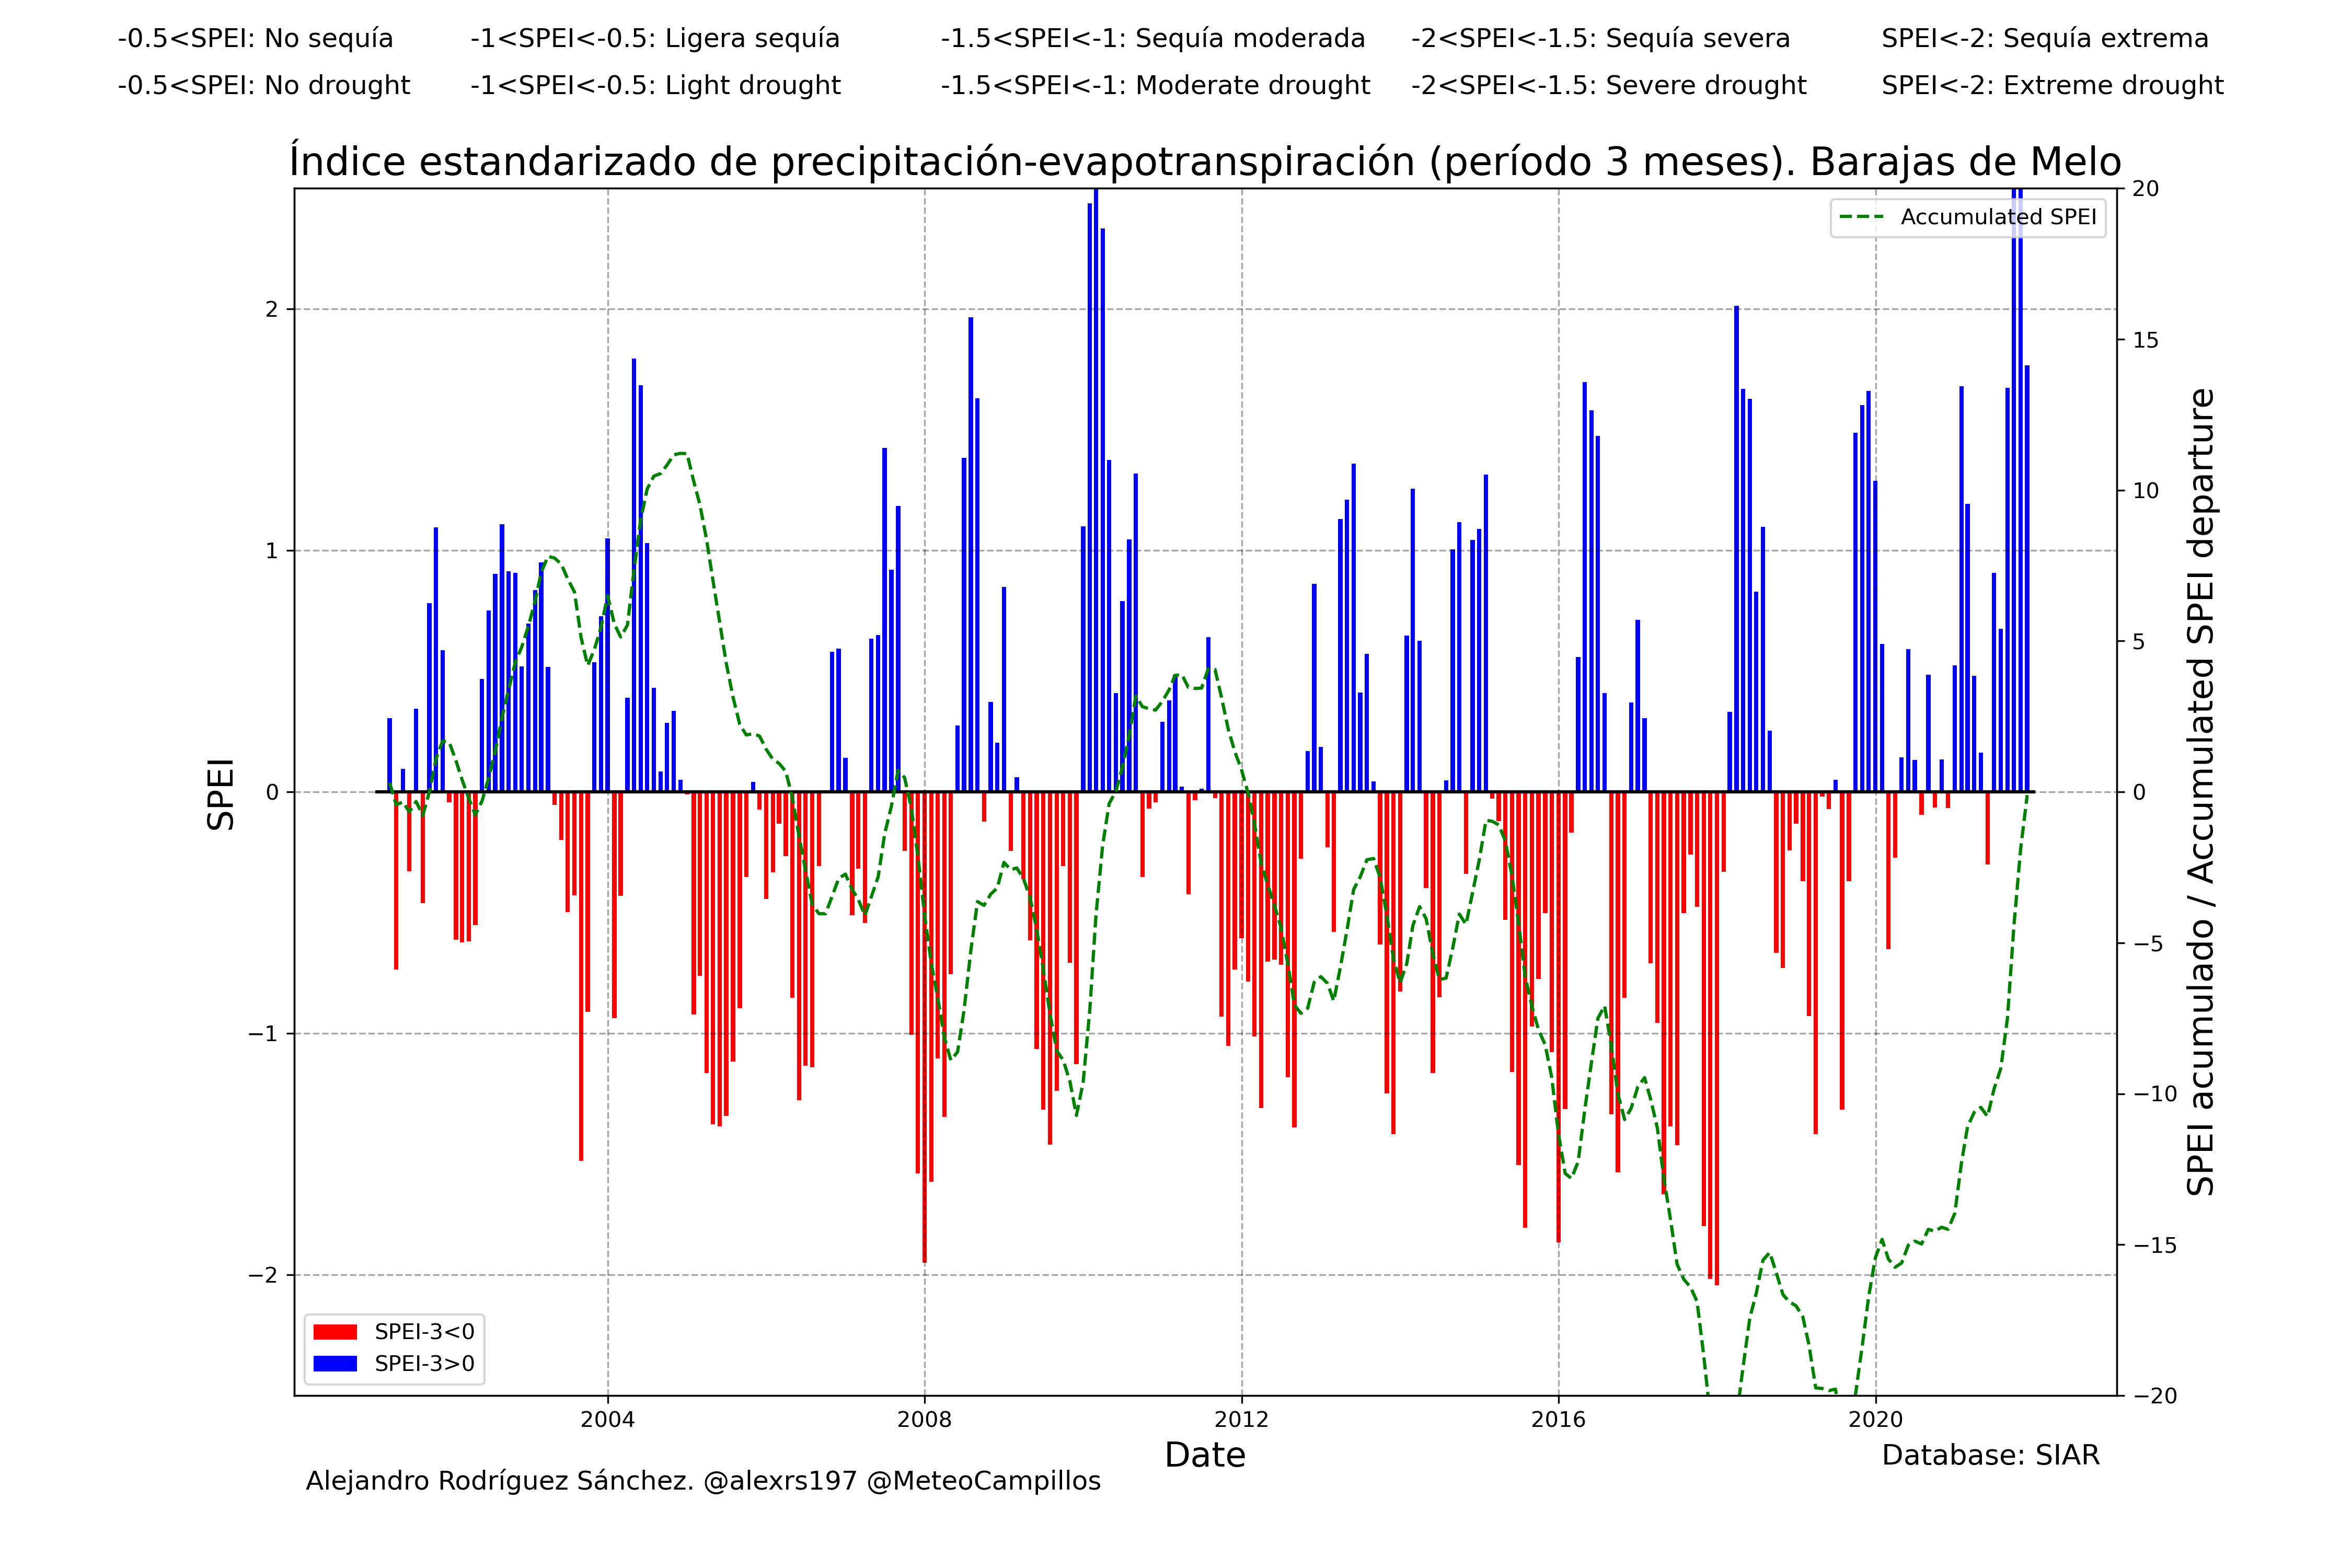 -0.5<SPEI: No sequía -1<SPEI<-0.5: Ligera sequía -1.5<SPEI<-1: Sequía moderada -2<SPEI<-1.5: Sequía severa SPEI<-2: Sequía extrema
-0.5<SPEI: No drought -1<SPEI<-0.5: Light drought -1.5<SPEI<-1: Moderate drought -2<SPEI<-1.5: Severe drought SPEI<-2: Extreme drought
Índice estandarizado de precipitación-evapotranspiración (período 3 meses). Barajas de Melo
Accumulated SPEI
SPEI
2
1
0
−1
−2
20
15
10
5
0
−5
−10
−15
−20
SPEI acumulado / Accumulated SPEI departure
SPEI-3<0
SPEI-3>0
2004 2008 2012 2016 2020
Date
Database: SIAR
Alejandro Rodríguez Sánchez. @alexrs197 @MeteoCampillos